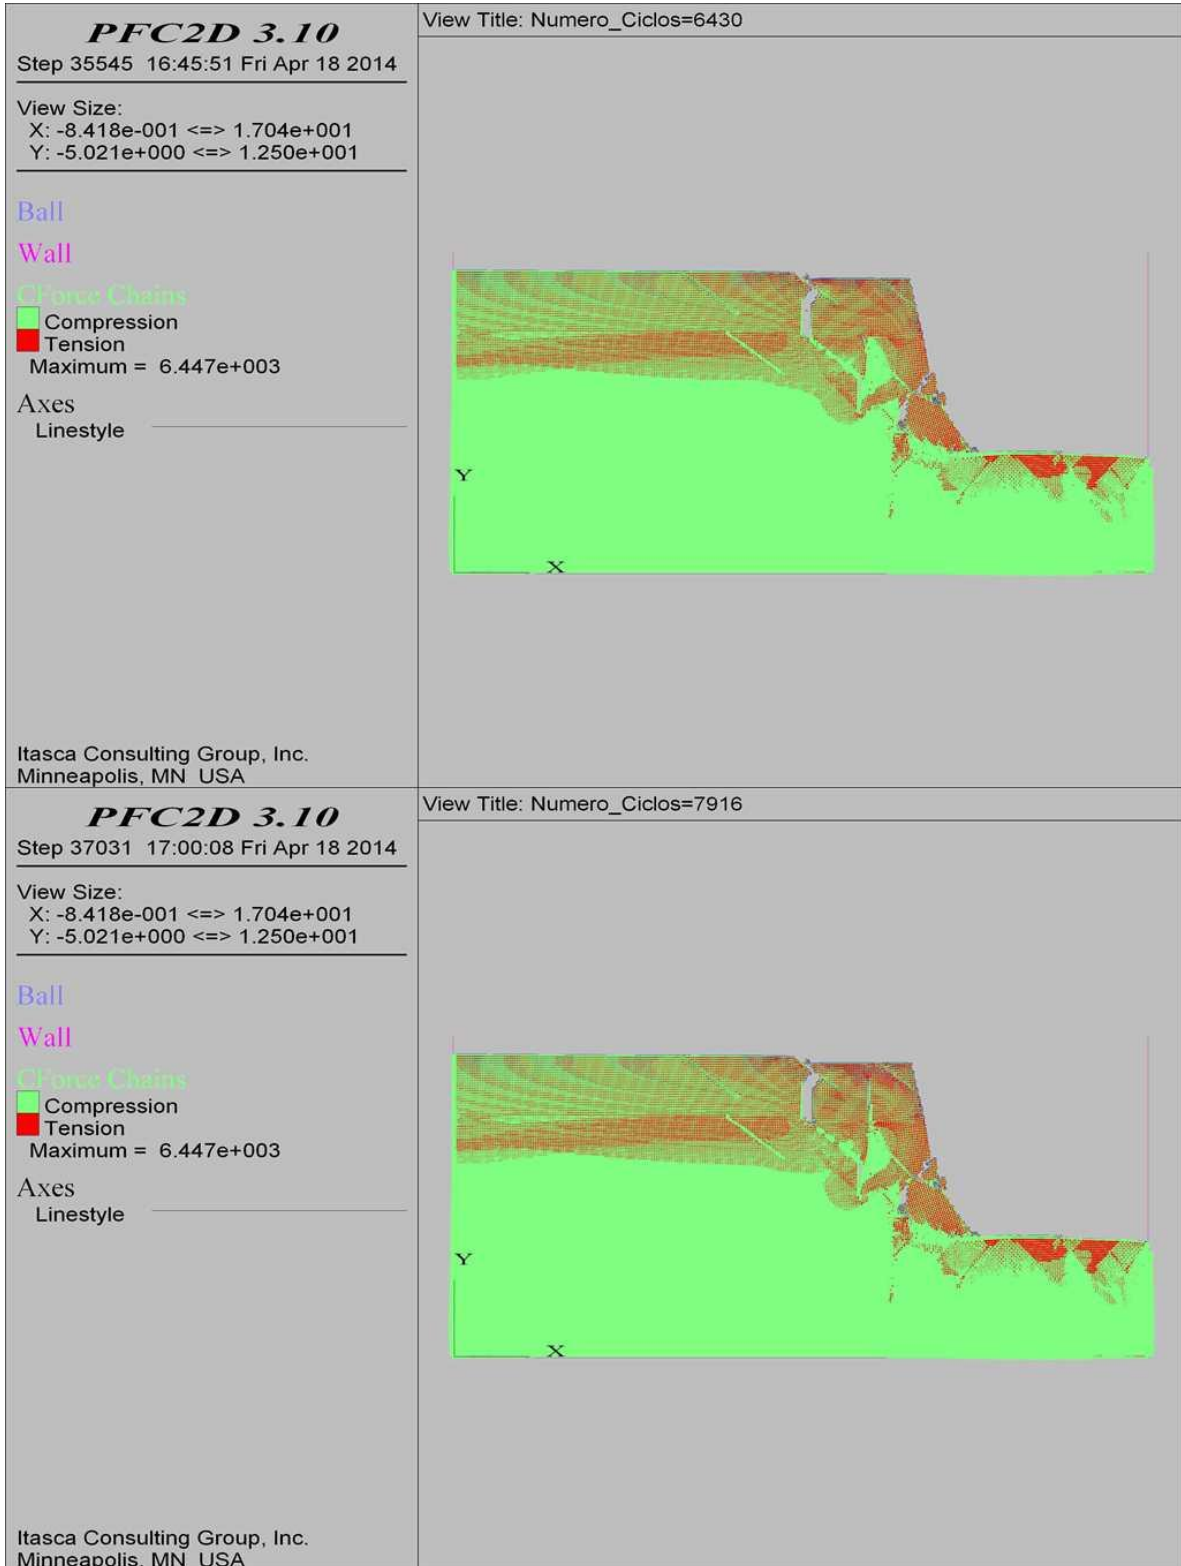 PFC2D 3.10
Step 35545 16:45:51 Fri Apr 18 2014
View Size:
X: -8.418e-001 <=> 1.704e+001
Y: -5.021e+000 <=> 1.250e+001
Ball
Wall
CForce Chains
Compression
Tension
Maximum = 6.447e+003
Axes
Linestyle
Itasca Consulting Group, Inc.
Minneapolis, MN USA
View Title: Numero_Ciclos=6430
Y
X
PFC2D 3.10
Step 37031 17:00:08 Fri Apr 18 2014
View Size:
X: -8.418e-001 <=> 1.704e+001
Y: -5.021e+000 <=> 1.250e+001
Ball
Wall
CForce Chains
Compression
Tension
Maximum = 6.447e+003
Axes
Linestyle
Itasca Consulting Group, Inc.
Minneapolis, MN USA
View Title: Numero_Ciclos=7916
Y
X